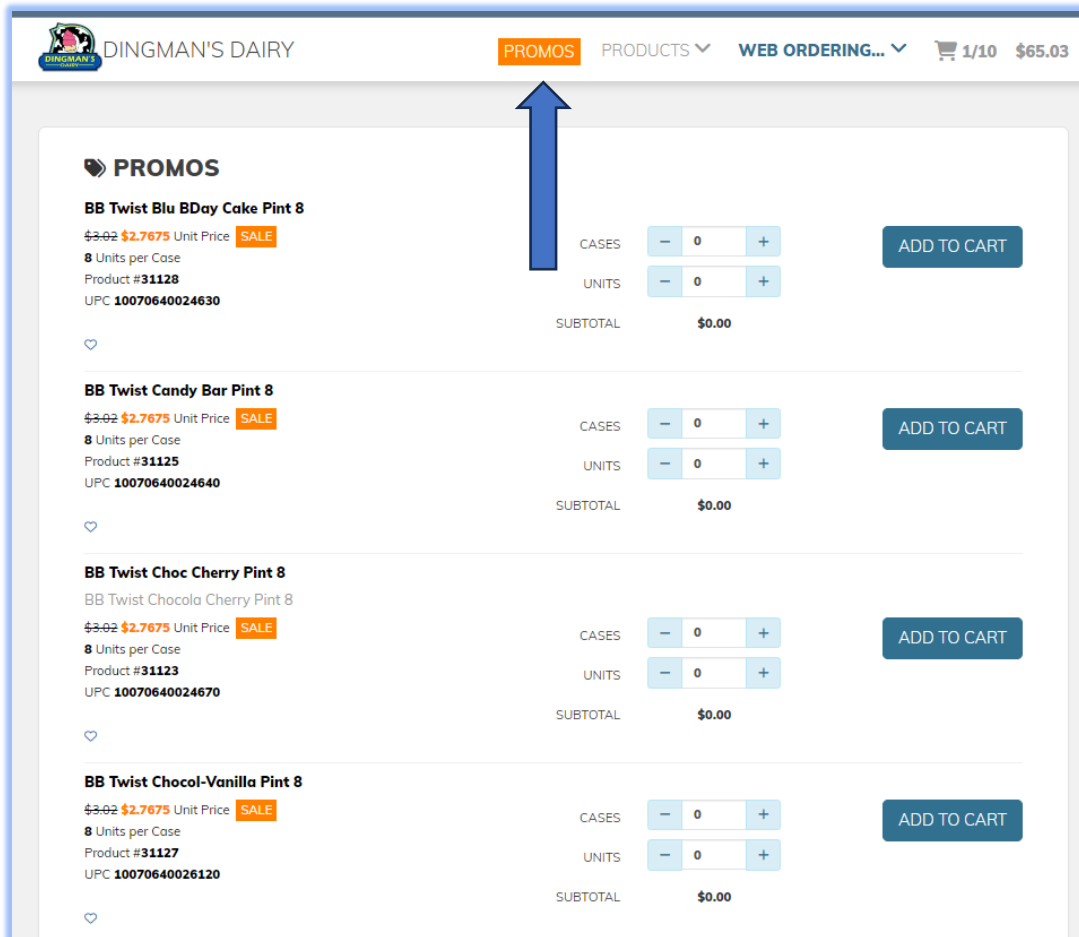 DINGMAN'S DAIRY
DINGMAN'S DAIRY PROMOS PRODUCTS WEB ORDERING... 1/10 $65.03
PROMOS
BB Twist Blu BDay Cake Pint 8
$3.02 $2.7675 Unit Price SALE
8 Units per Case
Product #31128
UPC 10070640024630
CASES − 0 +
UNITS − 0 +
SUBTOTAL $0.00
ADD TO CART
BB Twist Candy Bar Pint 8
$3.02 $2.7675 Unit Price SALE
8 Units per Case
Product #31125
UPC 10070640024640
CASES − 0 +
UNITS − 0 +
SUBTOTAL $0.00
ADD TO CART
BB Twist Choc Cherry Pint 8
BB Twist Chocola Cherry Pint 8
$3.02 $2.7675 Unit Price SALE
8 Units per Case
Product #31123
UPC 10070640024670
CASES − 0 +
UNITS − 0 +
SUBTOTAL $0.00
ADD TO CART
BB Twist Chocol-Vanilla Pint 8
$3.02 $2.7675 Unit Price SALE
8 Units per Case
Product #31127
UPC 10070640026120
CASES − 0 +
UNITS − 0 +
SUBTOTAL $0.00
ADD TO CART